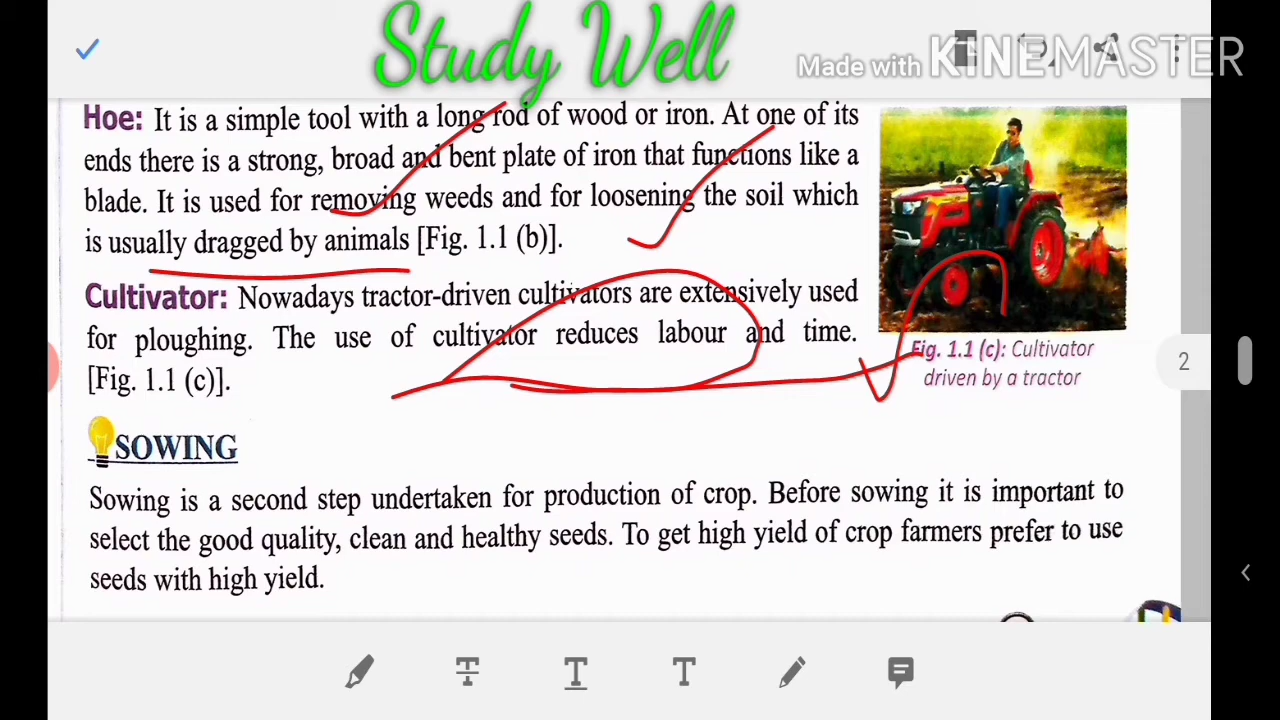 Study Well
Made with KINEMASTER
Hoe: It is a simple tool with a long rod of wood or iron. At one of its
ends there is a strong, broad and bent plate of iron that functions like a
blade. It is used for removing weeds and for loosening the soil which
is usually dragged by animals [Fig. 1.1 (b)].
Cultivator: Nowadays tractor-driven cultivators are extensively used
for ploughing. The use of cultivator reduces labour and time.
[Fig. 1.1 (c)].
Fig. 1.1 (c): Cultivator
driven by a tractor
2
SOWING
Sowing is a second step undertaken for production of crop. Before sowing it is important to
select the good quality, clean and healthy seeds. To get high yield of crop farmers prefer to use
seeds with high yield.
T
T
T